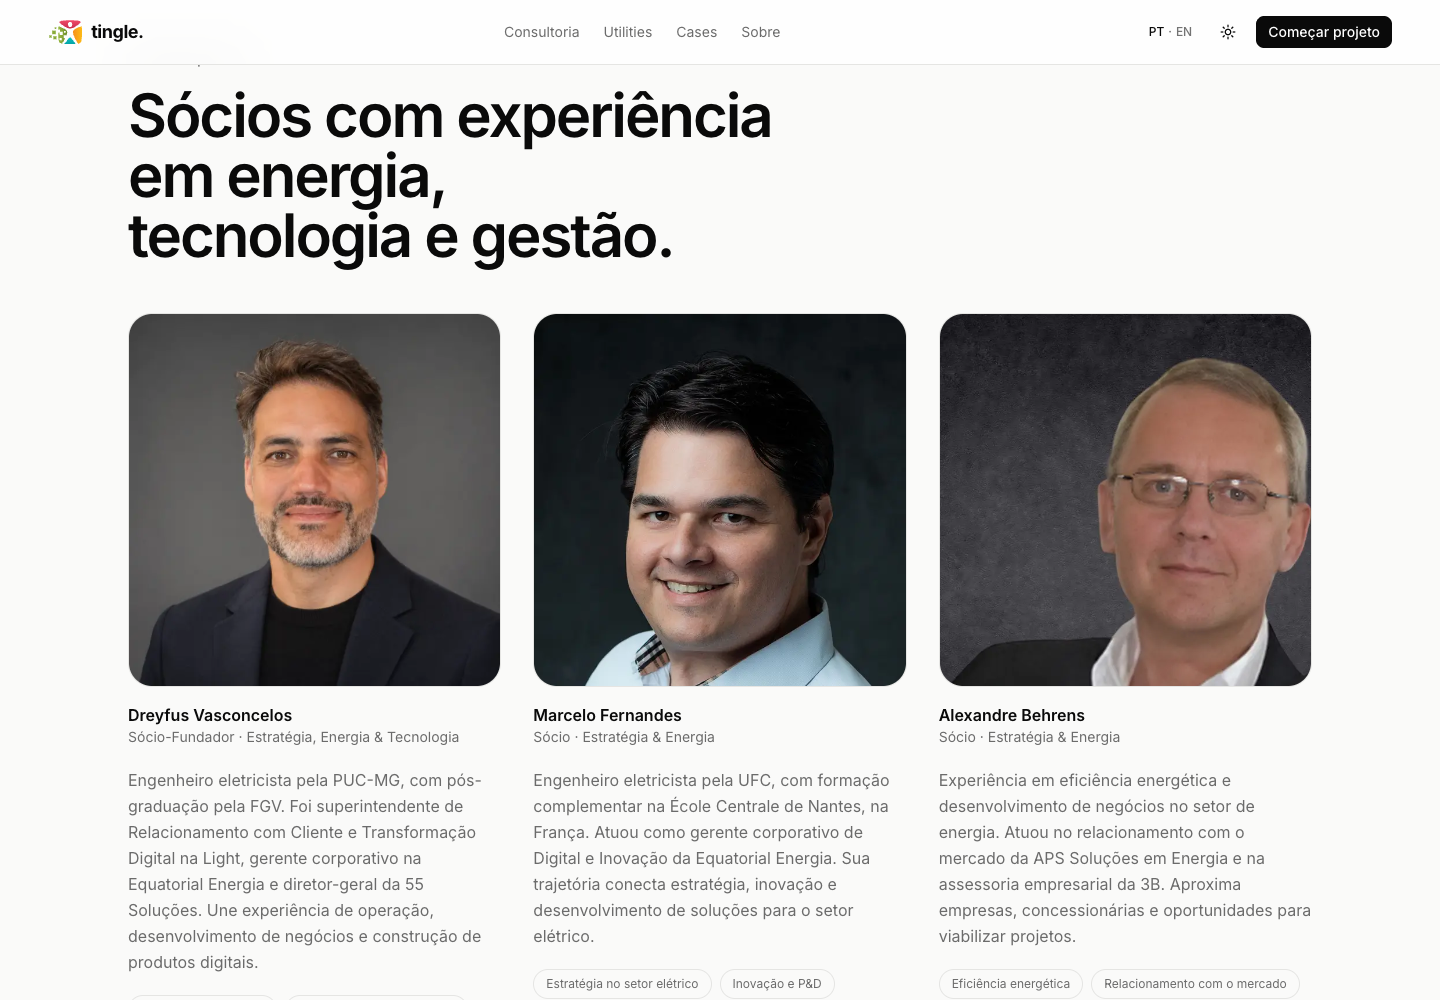 tingle.
Consultoria
Utilities
Cases
Sobre
PT · EN
Começar projeto
Sócios com experiência
em energia,
tecnologia e gestão.
Dreyfus Vasconcelos
Sócio-Fundador · Estratégia, Energia & Tecnologia
Engenheiro eletricista pela PUC-MG, com pós-
graduação pela FGV. Foi superintendente de
Relacionamento com Cliente e Transformação
Digital na Light, gerente corporativo na
Equatorial Energia e diretor-geral da 55
Soluções. Une experiência de operação,
desenvolvimento de negócios e construção de
produtos digitais.
Marcelo Fernandes
Sócio · Estratégia & Energia
Engenheiro eletricista pela UFC, com formação
complementar na École Centrale de Nantes, na
França. Atuou como gerente corporativo de
Digital e Inovação da Equatorial Energia. Sua
trajetória conecta estratégia, inovação e
desenvolvimento de soluções para o setor
elétrico.
Estratégia no setor elétrico
Inovação e P&D
Alexandre Behrens
Sócio · Estratégia & Energia
Experiência em eficiência energética e
desenvolvimento de negócios no setor de
energia. Atuou no relacionamento com o
mercado da APS Soluções em Energia e na
assessoria empresarial da 3B. Aproxima
empresas, concessionárias e oportunidades para
viabilizar projetos.
Eficiência energética
Relacionamento com o mercado